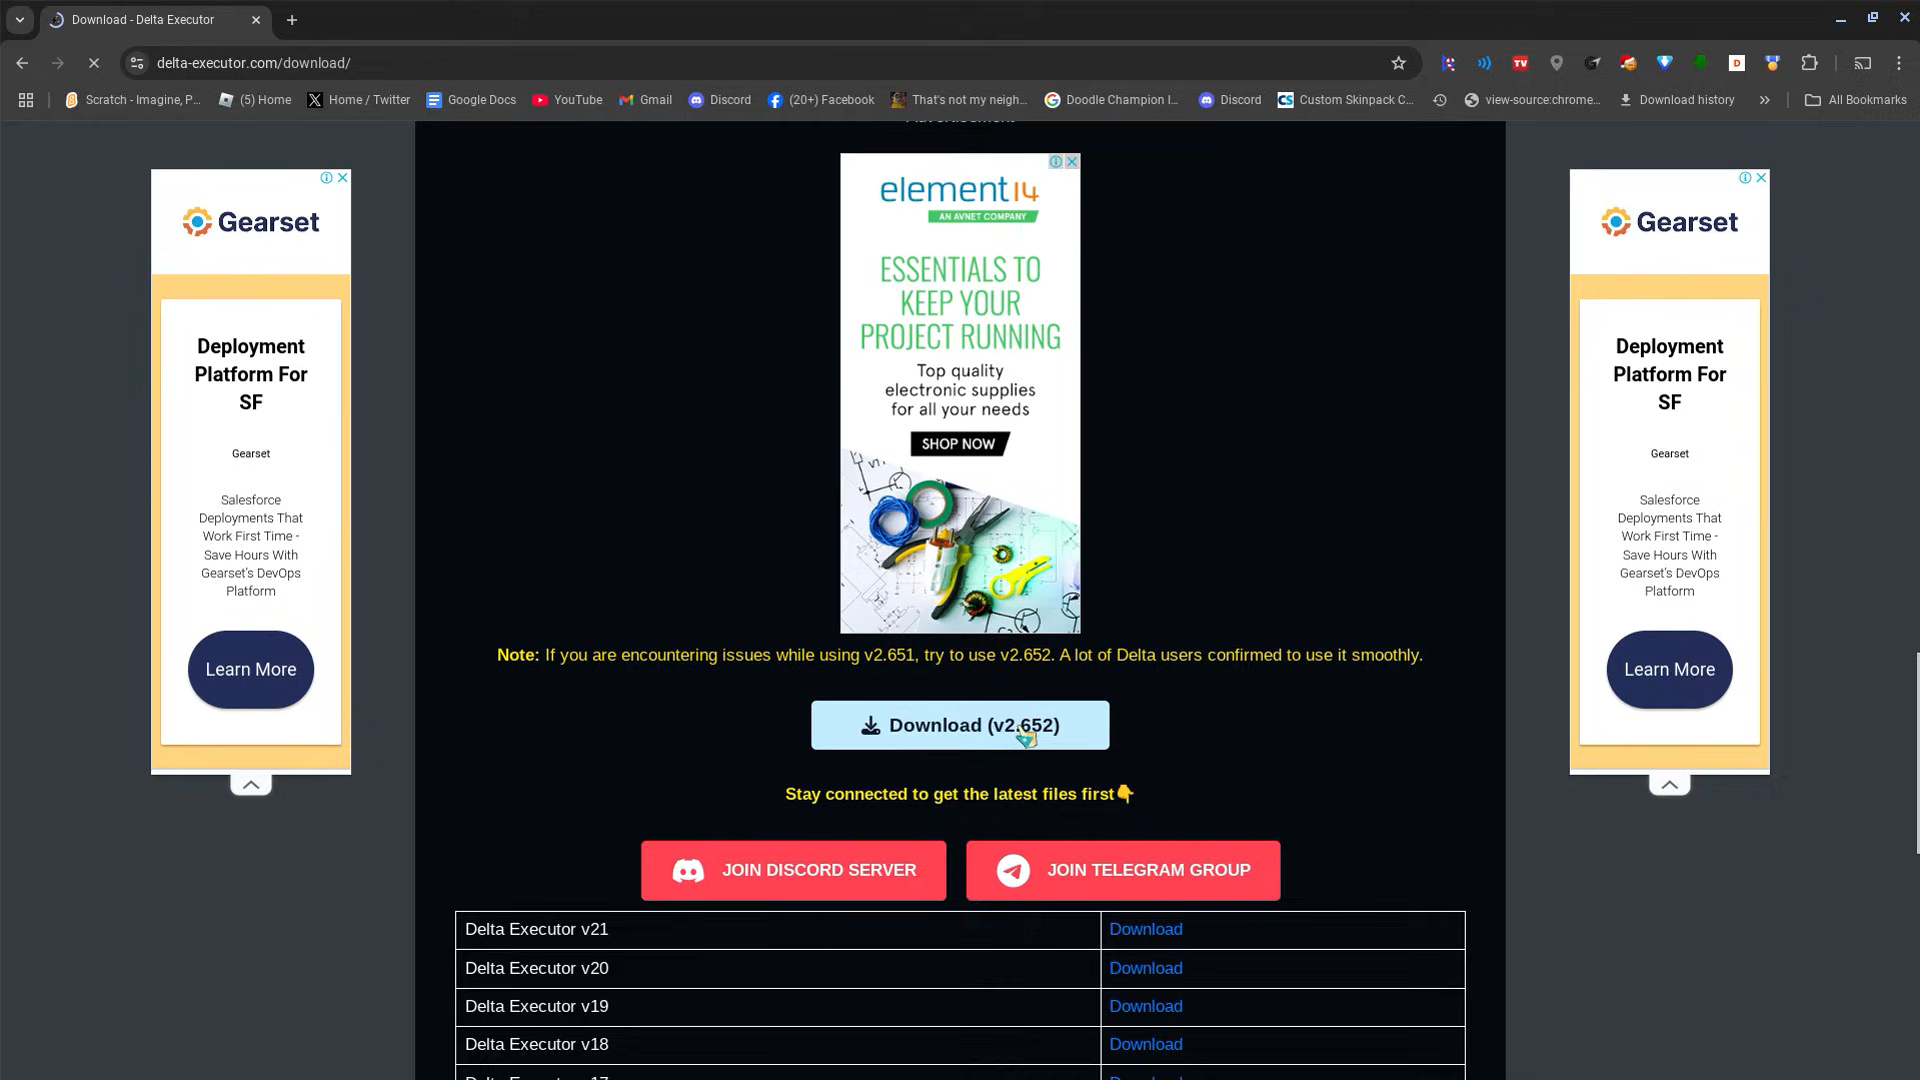 Download - Delta Executor
delta-executor.com/download/
Scratch - Imagine, P...
(5) Home
Home / Twitter
Google Docs
YouTube
Gmail
Discord
(20+) Facebook
That's not my neigh...
Doodle Champion I...
Discord
Custom Skinpack C...
view-source:chrome...
Download history
All Bookmarks
Advertisement
element14
AN AVNET COMPANY
ESSENTIALS TO
KEEP YOUR
PROJECT RUNNING
Top quality
electronic supplies
for all your needs
SHOP NOW
Gearset
Deployment
Platform For
SF
Gearset
Salesforce
Deployments That
Work First Time -
Save Hours With
Gearset's DevOps
Platform
Learn More
Gearset
Deployment
Platform For
SF
Gearset
Salesforce
Deployments That
Work First Time -
Save Hours With
Gearset's DevOps
Platform
Learn More
Note: If you are encountering issues while using v2.651, try to use v2.652. A lot of Delta users confirmed to use it smoothly.
Download (v2.652)
Stay connected to get the latest files first👇
JOIN DISCORD SERVER
JOIN TELEGRAM GROUP
Delta Executor v21 Download
Delta Executor v20 Download
Delta Executor v19 Download
Delta Executor v18 Download
Delta Executor v17